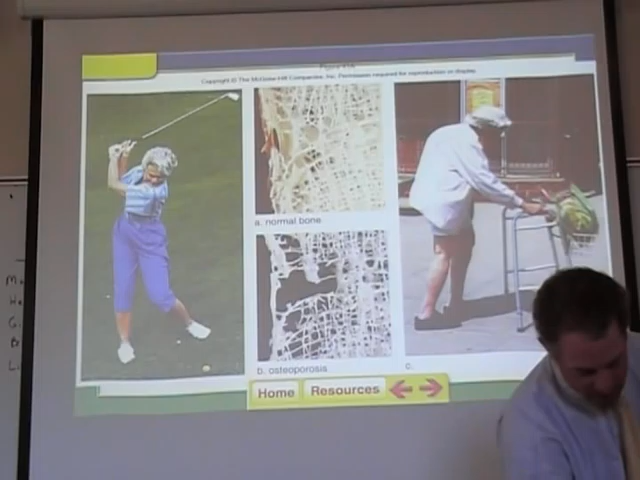 Copyright © The McGraw-Hill Companies, Inc. Permission required for reproduction or display.
a. normal bone
b. osteoporosis
c.
Home
Resources
M
H
G
B
L